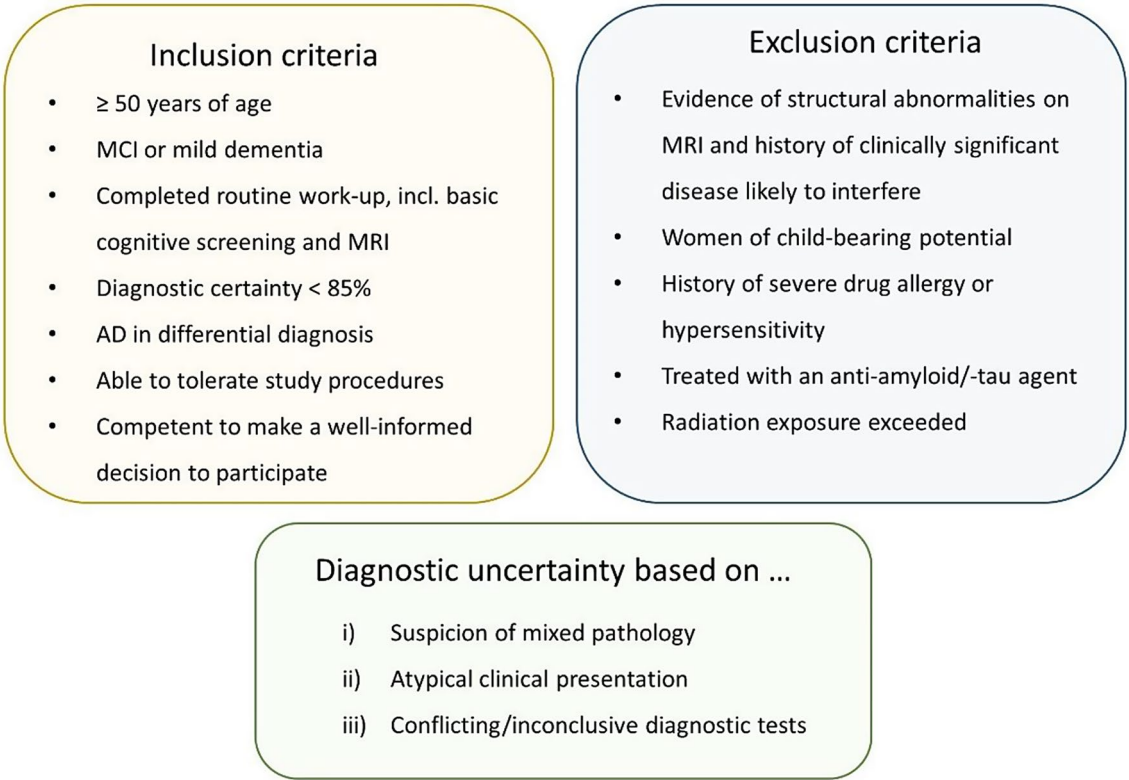 Inclusion criteria
• ≥ 50 years of age
• MCI or mild dementia
• Completed routine work-up, incl. basic
cognitive screening and MRI
• Diagnostic certainty < 85%
• AD in differential diagnosis
• Able to tolerate study procedures
• Competent to make a well-informed
decision to participate
Exclusion criteria
• Evidence of structural abnormalities on
MRI and history of clinically significant
disease likely to interfere
• Women of child-bearing potential
• History of severe drug allergy or
hypersensitivity
• Treated with an anti-amyloid/-tau agent
• Radiation exposure exceeded
Diagnostic uncertainty based on ...
i) Suspicion of mixed pathology
ii) Atypical clinical presentation
iii) Conflicting/inconclusive diagnostic tests